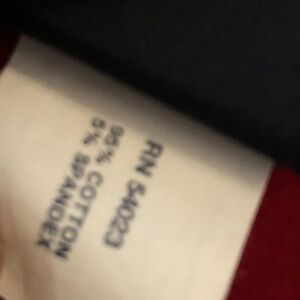 RN 54023
95% COTTON
5% SPANDEX